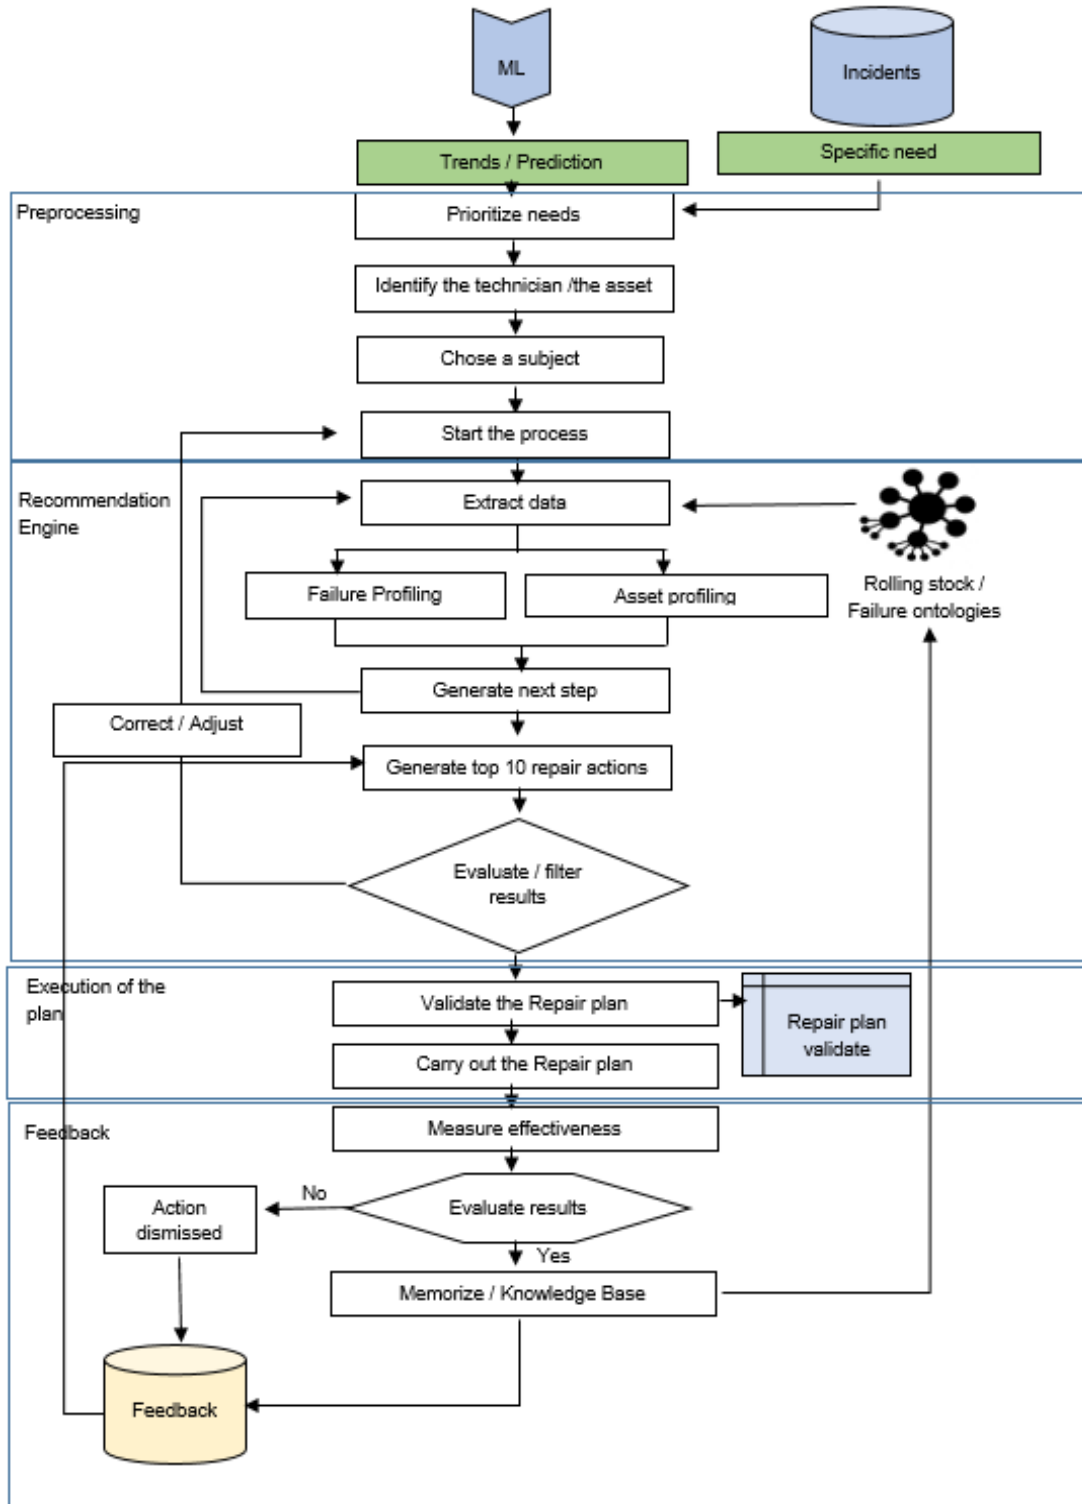 ML
Incidents
Trends / Prediction
Specific need
Preprocessing
Prioritize needs
Identify the technician /the asset
Chose a subject
Start the process
Recommendation
Engine
Extract data
Failure Profiling
Asset profiling
Rolling stock /
Failure ontologies
Generate next step
Correct / Adjust
Generate top 10 repair actions
Evaluate / filter
results
Execution of the
plan
Validate the Repair plan
Repair plan
validate
Carry out the Repair plan
Feedback
Measure effectiveness
Evaluate results
No
Action
dismissed
Yes
Memorize / Knowledge Base
Feedback